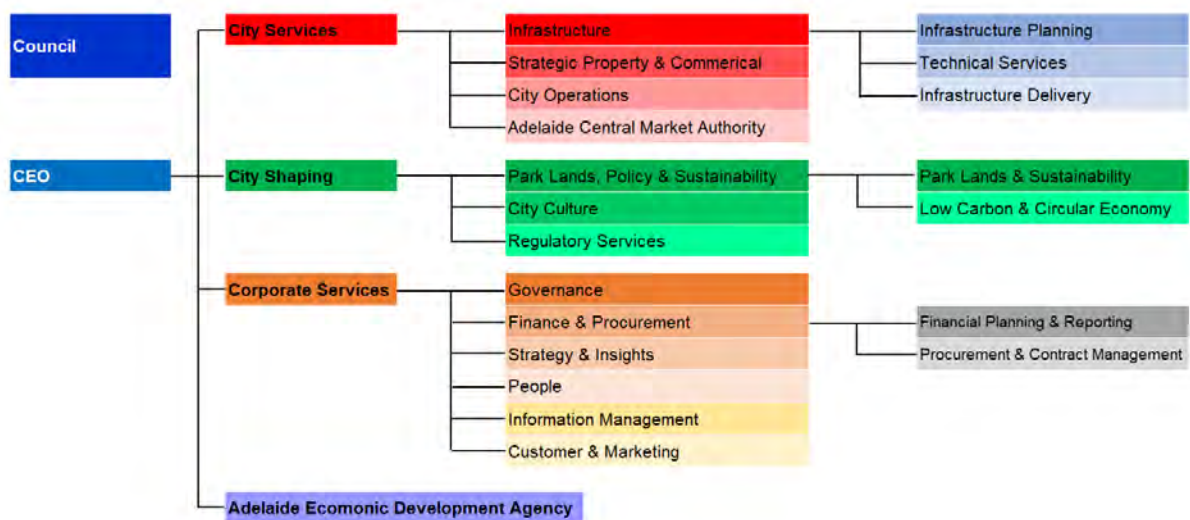 Council
CEO
City Services
Infrastructure
Strategic Property & Commerical
City Operations
Adelaide Central Market Authority
Infrastructure Planning
Technical Services
Infrastructure Delivery
City Shaping
Park Lands, Policy & Sustainability
City Culture
Regulatory Services
Park Lands & Sustainability
Low Carbon & Circular Economy
Corporate Services
Governance
Finance & Procurement
Strategy & Insights
People
Information Management
Customer & Marketing
Financial Planning & Reporting
Procurement & Contract Management
Adelaide Ecomonic Development Agency